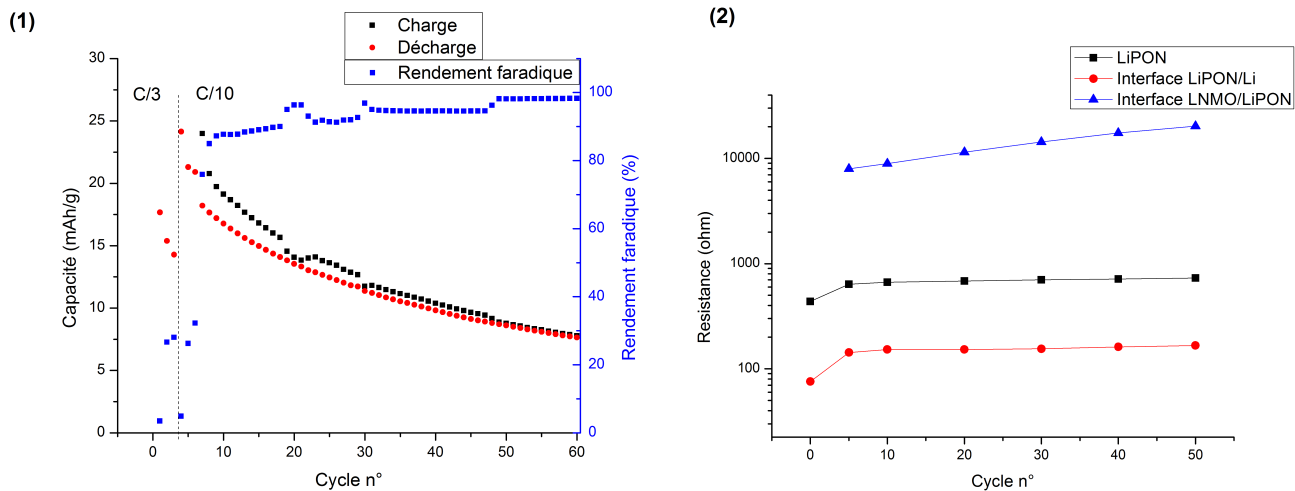 (1)
Charge
Décharge
Rendement faradique
C/3
C/10
30
25
20
15
10
5
0
Capacité (mAh/g)
0
10
20
30
40
50
60
Cycle n°
100
80
60
40
20
0
Rendement faradique (%)
(2)
LiPON
Interface LiPON/Li
Interface LNMO/LiPON
10000
1000
100
Resistance (ohm)
0
10
20
30
40
50
Cycle n°